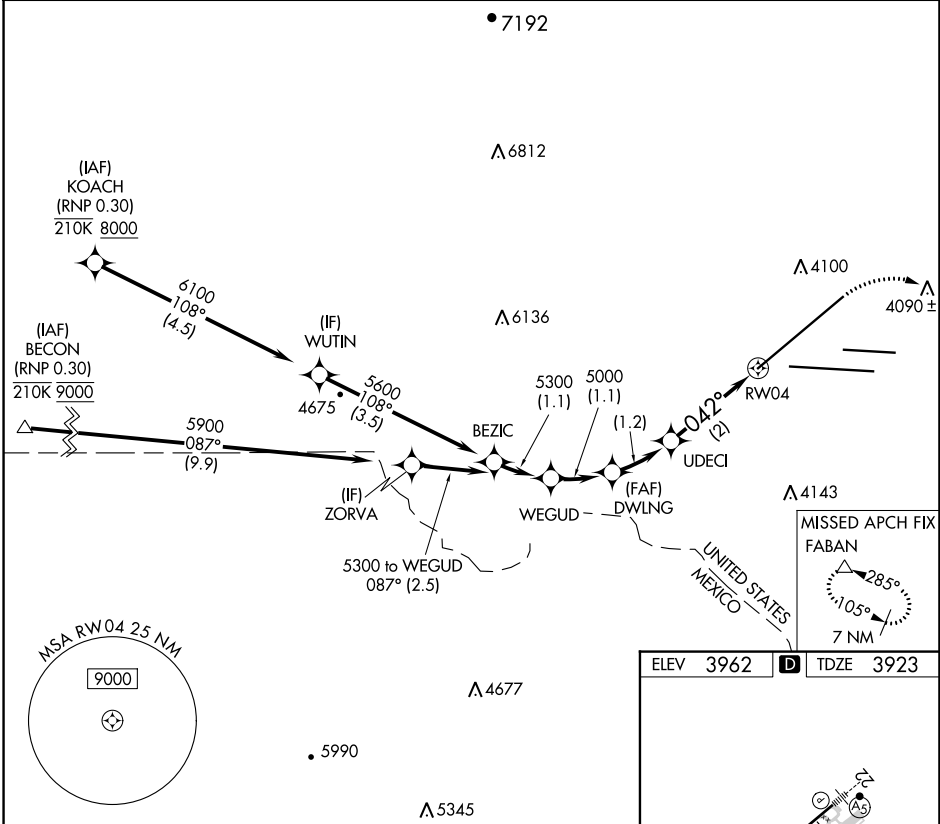 7192
6812
(IAF)
KOACH
(RNP 0.30)
210K 8000
6100
108°
(4.5)
4100
4090 ±
6136
(IAF)
BECON
(RNP 0.30)
210K 9000
(IF)
WUTIN
4675
5600
108°
(3.5)
5900
087°
(9.9)
BEZIC
5300
(1.1)
5000
(1.1)
(1.2)
042°
(2)
RW04
UDECI
(IF)
ZORVA
WEGUD
(FAF)
DWLNG
4143
5300 to WEGUD
087° (2.5)
UNITED STATES
MEXICO
MISSED APCH FIX
FABAN
285°
105°
7 NM
MSA RW04 25 NM
9000
4677
5990
5345
ELEV 3962 D TDZE 3923
22
P
A5